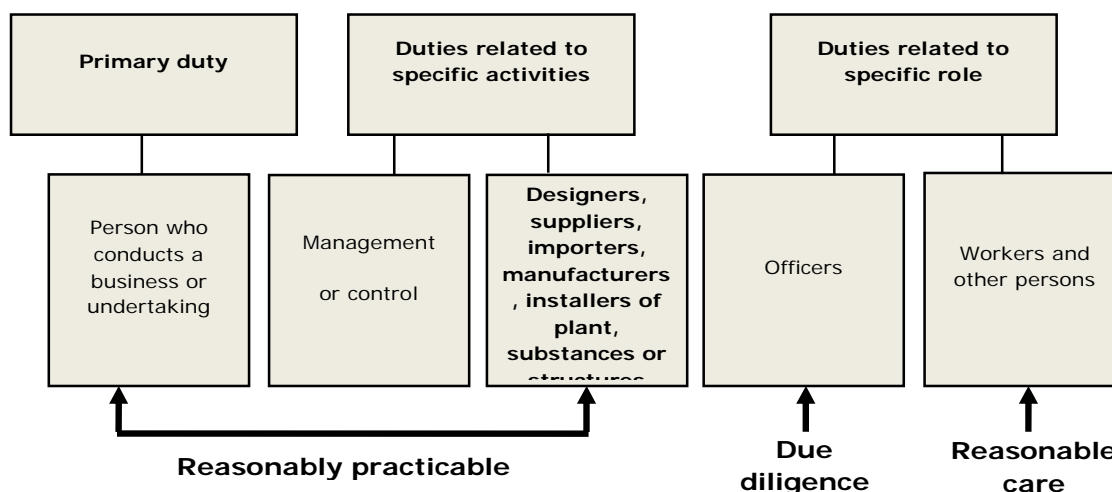 Primary duty
Duties related to
specific activities
Duties related to
specific role
Person who
conducts a
business or
undertaking
Management
or control
Designers,
suppliers,
importers,
manufacturers
, installers of
plant,
substances or
structures
Officers
Workers and
other persons
Reasonably practicable
Due
diligence
Reasonable
care